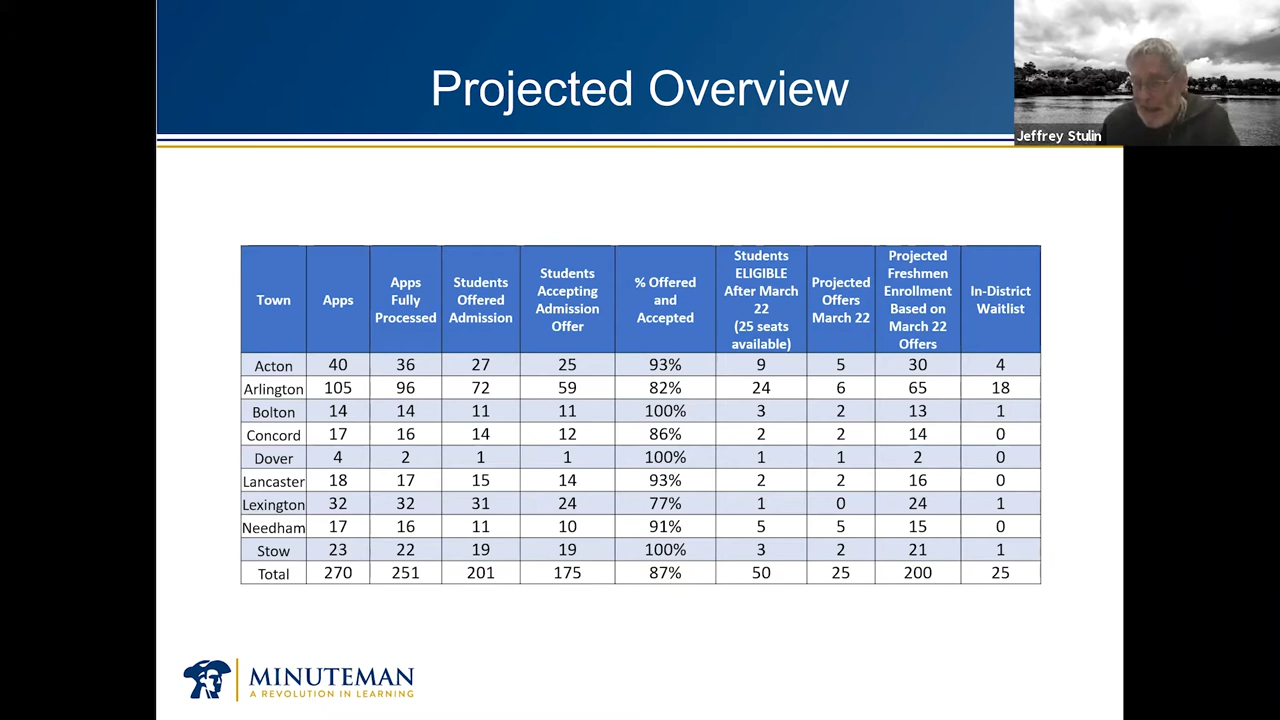 Projected Overview
Jeffrey Stulin
Town | Apps | Apps Fully Processed | Students Offered Admission | Students Accepting Admission Offer | % Offered and Accepted | Students ELIGIBLE After March 22 (25 seats available) | Projected Offers March 22 | Projected Freshmen Enrollment Based on March 22 Offers | In-District Waitlist
Acton | 40 | 36 | 27 | 25 | 93% | 9 | 5 | 30 | 4
Arlington | 105 | 96 | 72 | 59 | 82% | 24 | 6 | 65 | 18
Bolton | 14 | 14 | 11 | 11 | 100% | 3 | 2 | 13 | 1
Concord | 17 | 16 | 14 | 12 | 86% | 2 | 2 | 14 | 0
Dover | 4 | 2 | 1 | 1 | 100% | 1 | 1 | 2 | 0
Lancaster | 18 | 17 | 15 | 14 | 93% | 2 | 2 | 16 | 0
Lexington | 32 | 32 | 31 | 24 | 77% | 1 | 0 | 24 | 1
Needham | 17 | 16 | 11 | 10 | 91% | 5 | 5 | 15 | 0
Stow | 23 | 22 | 19 | 19 | 100% | 3 | 2 | 21 | 1
Total | 270 | 251 | 201 | 175 | 87% | 50 | 25 | 200 | 25
MINUTEMAN
A REVOLUTION IN LEARNING